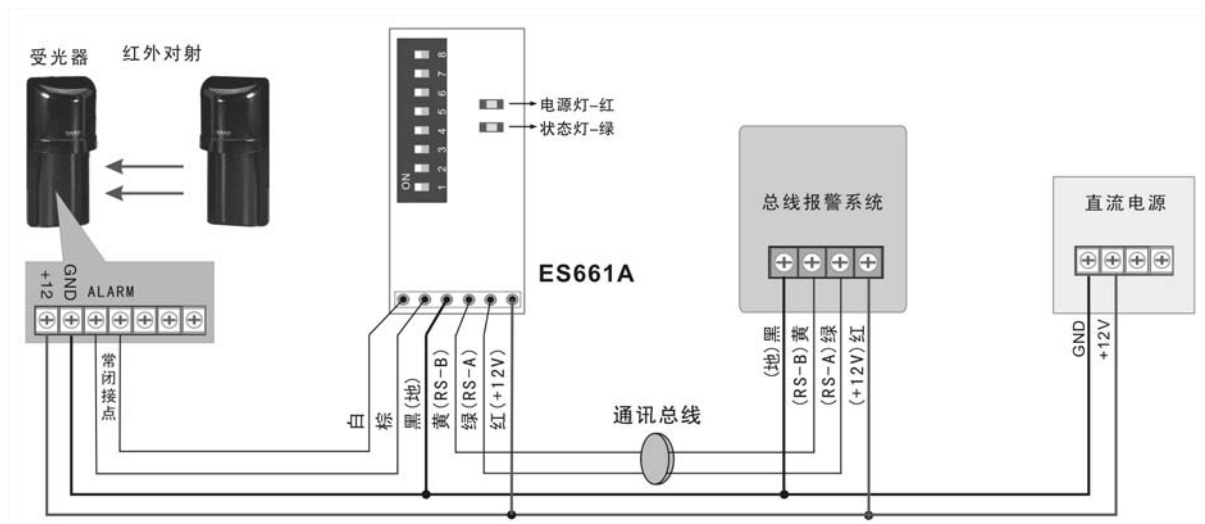 受光器
红外对射
8
7
6
5
4
3
2
1
ON
电源灯-红
状态灯-绿
ES661A
总线报警系统
直流电源
+12
GND
ALARM
常闭接点
白
棕
黑(地)
黄(RS-B)
绿(RS-A)
红(+12V)
通讯总线
(地)黑
(RS-B)黄
(RS-A)绿
(+12V)红
GND
+12V